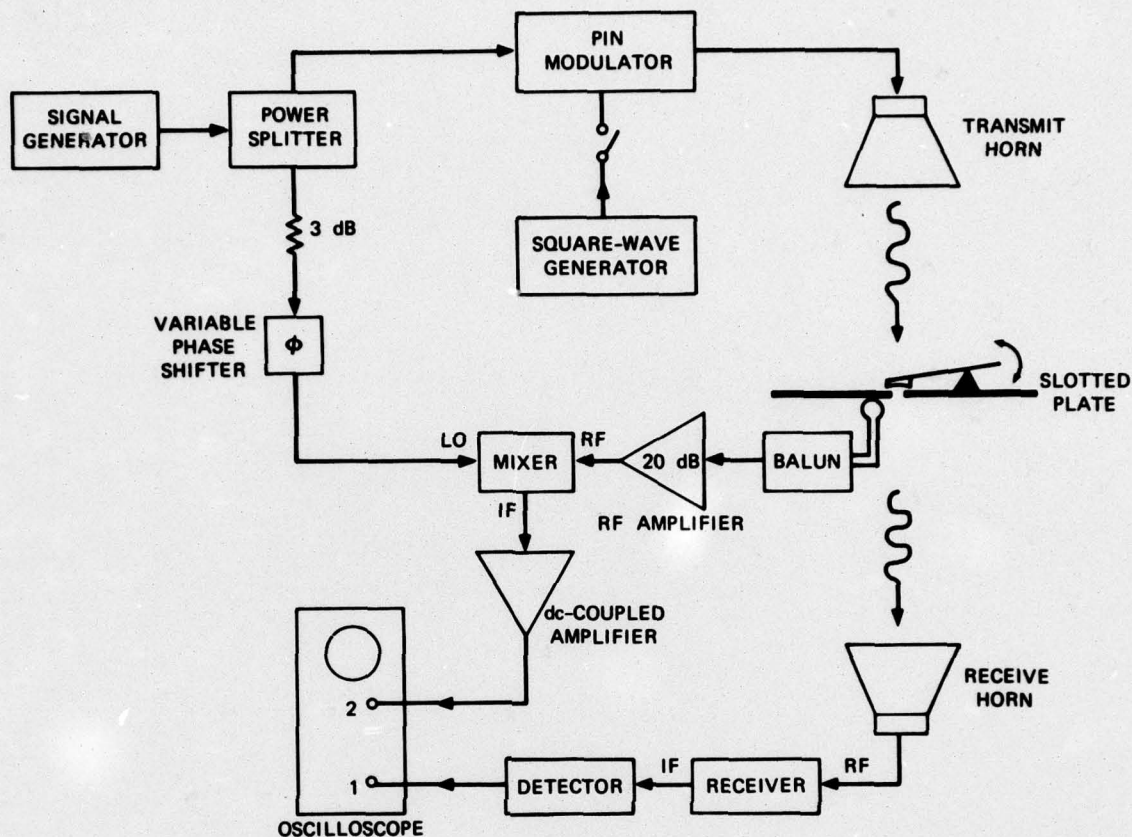 PIN
MODULATOR
SIGNAL
GENERATOR
POWER
SPLITTER
TRANSMIT
HORN
3 dB
SQUARE-WAVE
GENERATOR
VARIABLE
PHASE
SHIFTER
Φ
SLOTTED
PLATE
LO
MIXER
RF
20 dB
BALUN
IF
RF AMPLIFIER
dc-COUPLED
AMPLIFIER
RECEIVE
HORN
2
1
DETECTOR
IF
RECEIVER
RF
OSCILLOSCOPE